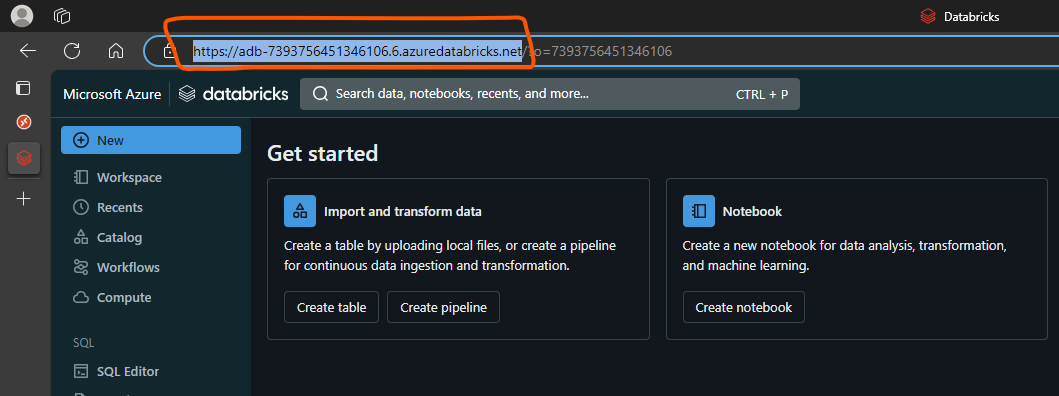 Databricks
https://adb-7393756451346106.6.azuredatabricks.net/?o=7393756451346106
Microsoft Azure databricks Search data, notebooks, recents, and more... CTRL + P
New
Workspace
Recents
Catalog
Workflows
Compute
SQL
SQL Editor
Get started
Import and transform data
Create a table by uploading local files, or create a pipeline
for continuous data ingestion and transformation.
Create table Create pipeline
Notebook
Create a new notebook for data analysis, transformation,
and machine learning.
Create notebook